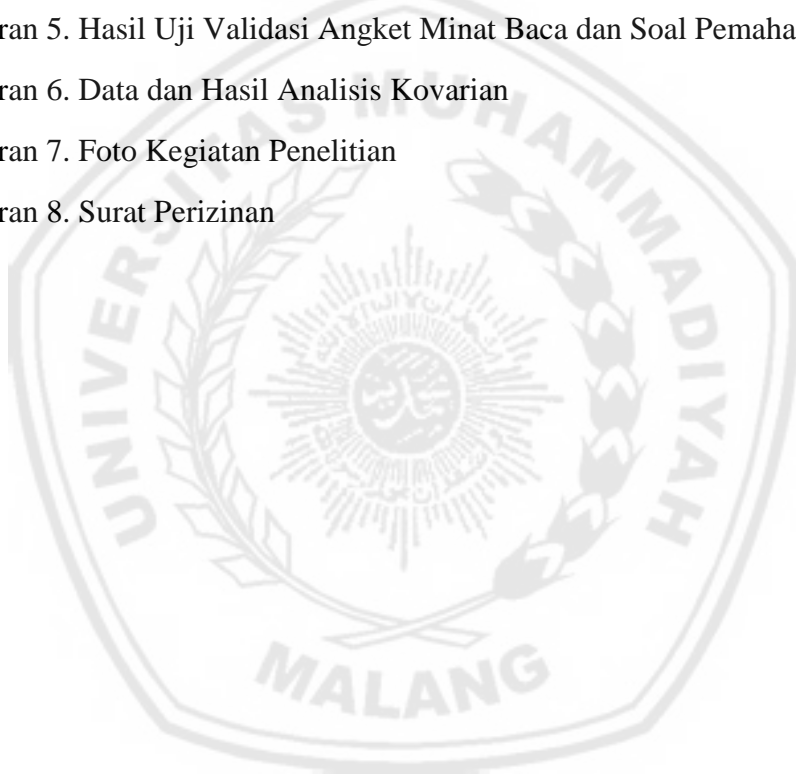 ran 5. Hasil Uji Validasi Angket Minat Baca dan Soal Pemaha
ran 6. Data dan Hasil Analisis Kovarian
ran 7. Foto Kegiatan Penelitian
ran 8. Surat Perizinan
UNIVERSITAS MUHAMMADIYAH
MALANG